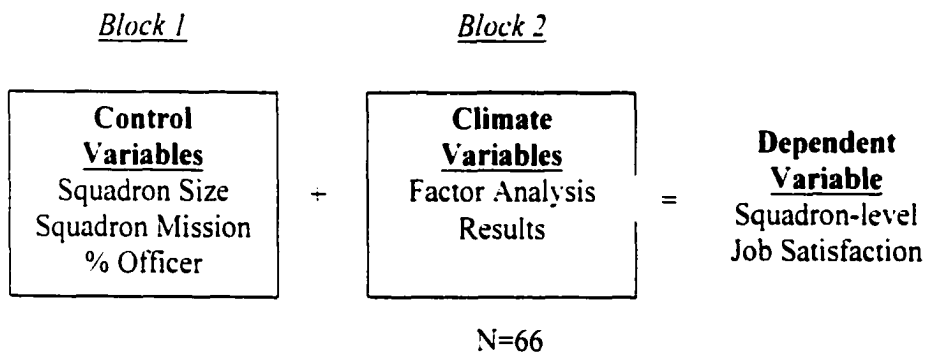 Block 1
Block 2
Control
Variables
Squadron Size
Squadron Mission
% Officer
+
Climate
Variables
Factor Analysis
Results
=
Dependent
Variable
Squadron-level
Job Satisfaction
N=66